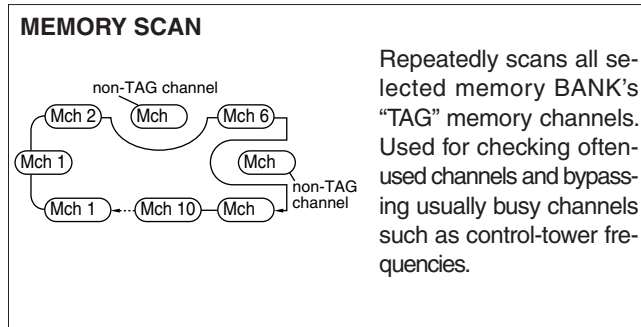 MEMORY SCAN
non-TAG channel
Mch 2
Mch
Mch 6
Mch 1
Mch
non-TAG
channel
Mch 1
Mch 10
Mch
Repeatedly scans all se-
lected memory BANK’s
“TAG” memory channels.
Used for checking often-
used channels and bypass-
ing usually busy channels
such as control-tower fre-
quencies.